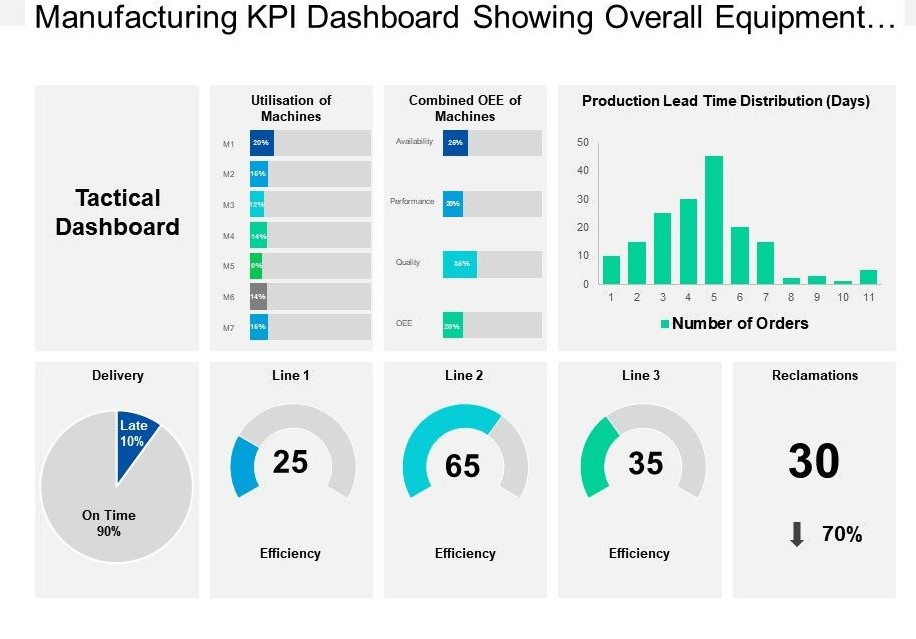 Manufacturing KPI Dashboard Showing Overall Equipment...
Tactical
Dashboard
Utilisation of
Machines
M1 20%
M2 15%
M3 12%
M4 14%
M5
M6 14%
M7 15%
Combined OEE of
Machines
Availability 25%
Performance 20%
Quality 35%
OEE 20%
Production Lead Time Distribution (Days)
50
40
30
20
10
0
1 2 3 4 5 6 7 8 9 10 11
Number of Orders
Delivery
Late
10%
On Time
90%
Line 1
25
Efficiency
Line 2
65
Efficiency
Line 3
35
Efficiency
Reclamations
30
70%